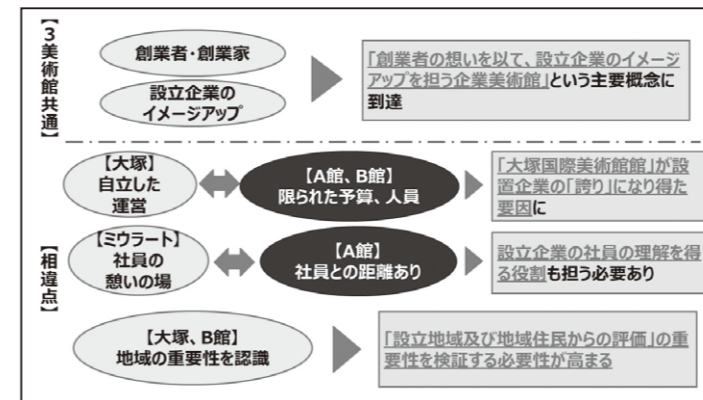 【3美術館共通】
創業者・創業家
設立企業の
イメージアップ
「創業者の想いを以て、設立企業のイメージ
アップを担う企業美術館」という主要概念に
到達
【相違点】
【大塚】
自立した
運営
【A館、B館】
限られた予算、人員
「大塚国際美術館館」が設
置企業の「誇り」になり得た
要因に
【ミウラート】
社員の
憩いの場
【A館】
社員との距離あり
設立企業の社員の理解を得
る役割も担う必要あり
【大塚、B館】
地域の重要性を認識
「設立地域及び地域住民からの評価」の重
要性を検証する必要性が高まる